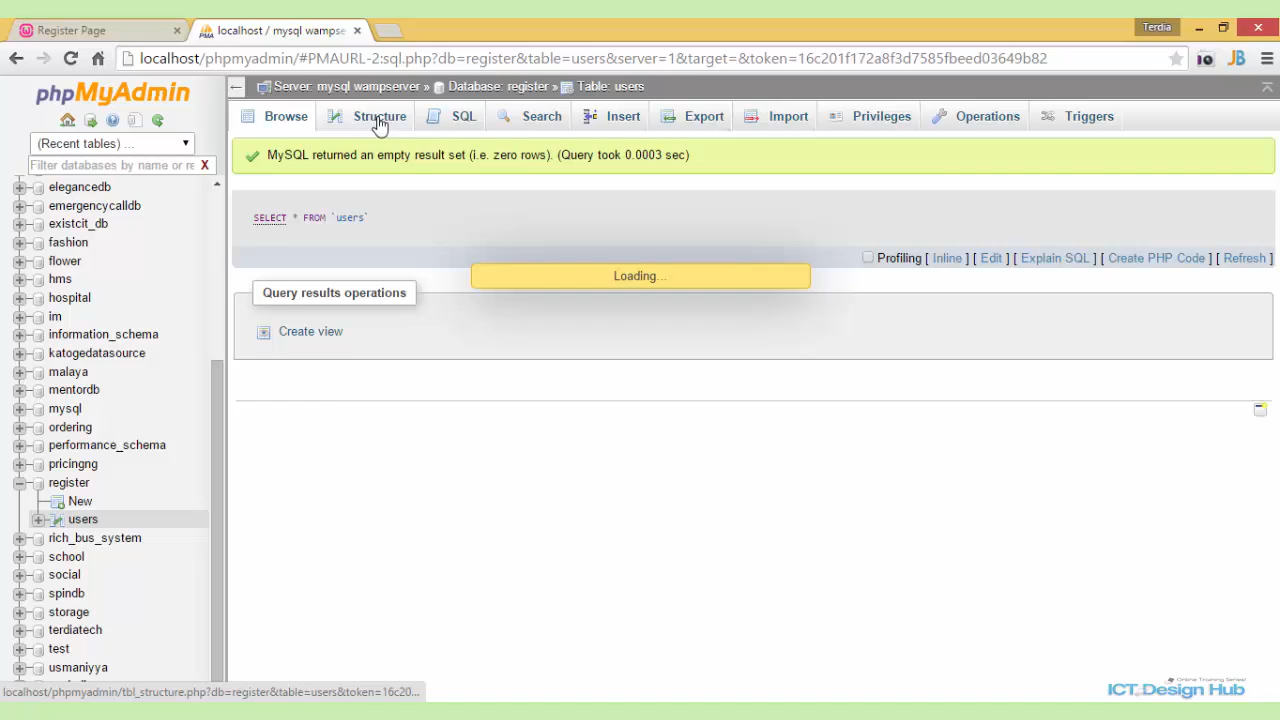 Register Page
localhost / mysql wampse
Terdia
localhost/phpmyadmin/#PMAURL-2:sql.php?db=register&table=users&server=1&target=&token=16c201f172a8f3d7585fbeed03649b82
phpMyAdmin
Server: mysql wampserver » Database: register » Table: users
Browse Structure SQL Search Insert Export Import Privileges Operations Triggers
(Recent tables) ...
Filter databases by name or re X
MySQL returned an empty result set (i.e. zero rows). (Query took 0.0003 sec)
SELECT * FROM `users`
Profiling [ Inline ] [ Edit ] [ Explain SQL ] [ Create PHP Code ] [ Refresh ]
Loading...
Query results operations
Create view
elegancedb
emergencycalldb
existcit_db
fashion
flower
hms
hospital
im
information_schema
katogedatasource
malaya
mentordb
mysql
ordering
performance_schema
pricingng
register
New
users
rich_bus_system
school
social
spindb
storage
terdiatech
test
usmaniyya
localhost/phpmyadmin/tbl_structure.php?db=register&table=users&token=16c20...
Online Training Series!
ICT Design Hub